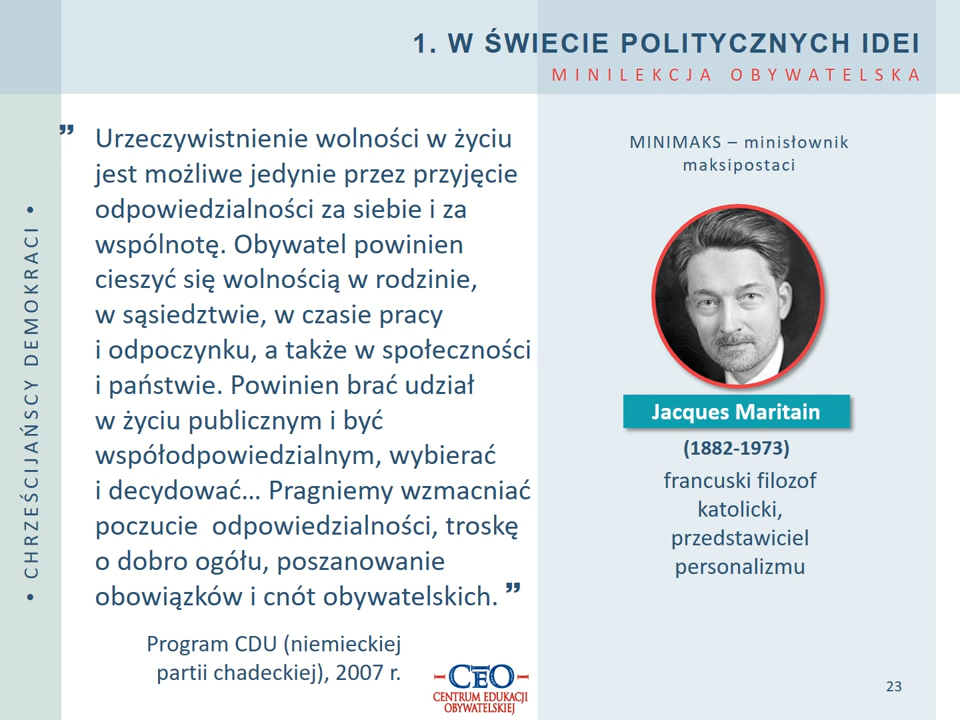 1. W ŚWIECIE POLITYCZNYCH IDEI
MINILEKCJA OBYWATELSKA
• CHRZEŚCIJAŃSCY DEMOKRACI •
” Urzeczywistnienie wolności w życiu
jest możliwe jedynie przez przyjęcie
odpowiedzialności za siebie i za
wspólnotę. Obywatel powinien
cieszyć się wolnością w rodzinie,
w sąsiedztwie, w czasie pracy
i odpoczynku, a także w społeczności
i państwie. Powinien brać udział
w życiu publicznym i być
współodpowiedzialnym, wybierać
i decydować… Pragniemy wzmacniać
poczucie  odpowiedzialności, troskę
o dobro ogółu, poszanowanie
obowiązków i cnót obywatelskich. ”
Program CDU (niemieckiej
partii chadeckiej), 2007 r.
MINIMAKS – minisłownik
maksipostaci
Jacques Maritain
(1882-1973)
francuski filozof
katolicki,
przedstawiciel
personalizmu
CEO
CENTRUM EDUKACJI
OBYWATELSKIEJ
23